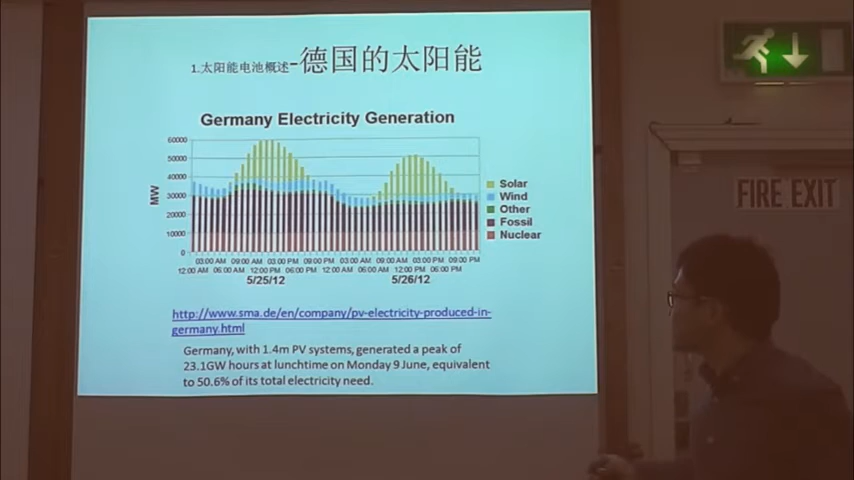 1.太阳能电池概述-德国的太阳能
Germany Electricity Generation
60000
50000
40000
30000
20000
10000
0
MW
Solar
Wind
Other
Fossil
Nuclear
03:00 AM 09:00 AM 03:00 PM 09:00 PM 03:00 AM 09:00 AM 03:00 PM 09:00 PM
12:00 AM 06:00 AM 12:00 PM 06:00 PM 12:00 AM 06:00 AM 12:00 PM 06:00 PM
5/25/12 5/26/12
http://www.sma.de/en/company/pv-electricity-produced-in-
germany.html
Germany, with 1.4m PV systems, generated a peak of
23.1GW hours at lunchtime on Monday 9 June, equivalent
to 50.6% of its total electricity need.
FIRE EXIT